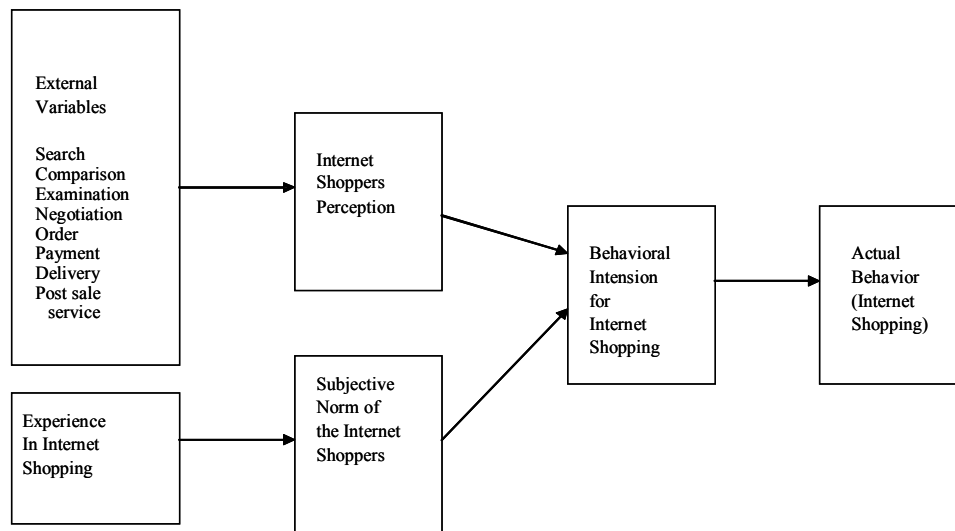 External
Variables
Search
Comparison
Examination
Negotiation
Order
Payment
Delivery
Post sale
service
Internet
Shoppers
Perception
Experience
In Internet
Shopping
Subjective
Norm of
the Internet
Shoppers
Behavioral
Intension
for
Internet
Shopping
Actual
Behavior
(Internet
Shopping)